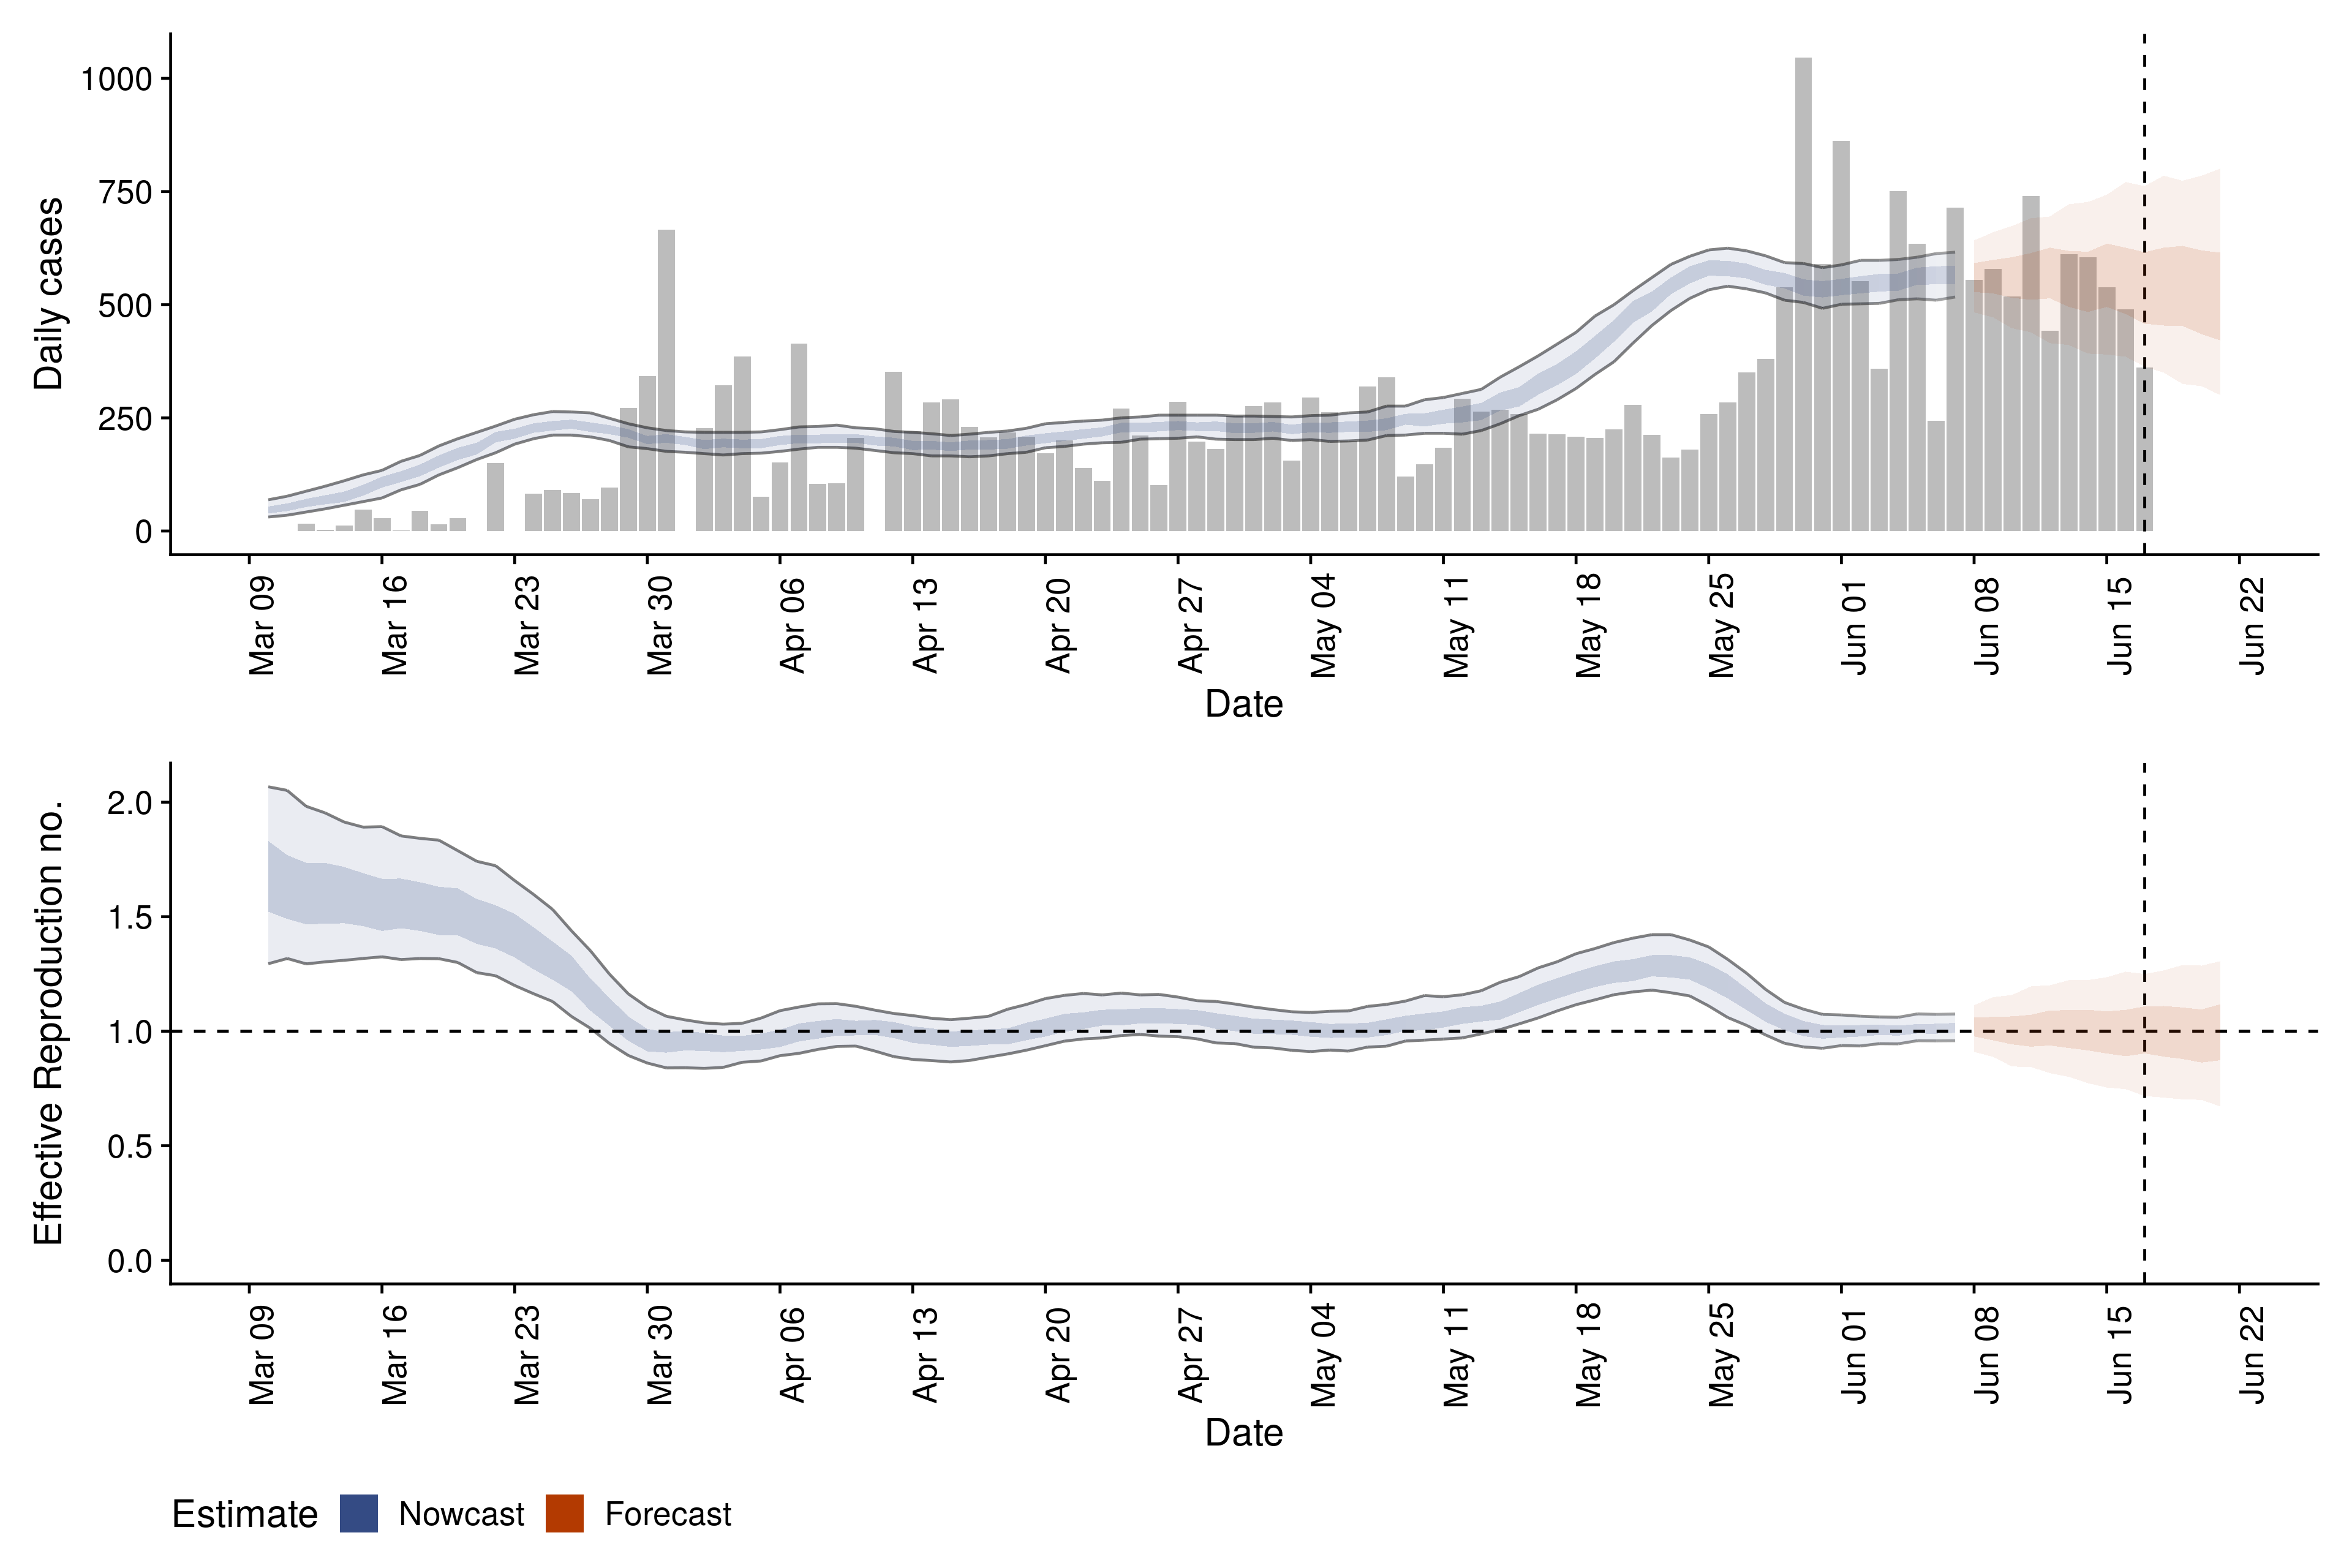 Daily cases
1000
750
500
250
0
Mar 09
Mar 16
Mar 23
Mar 30
Apr 06
Apr 13
Apr 20
Apr 27
May 04
May 11
May 18
May 25
Jun 01
Jun 08
Jun 15
Jun 22
Date
Effective Reproduction no.
2.0
1.5
1.0
0.5
0.0
Mar 09
Mar 16
Mar 23
Mar 30
Apr 06
Apr 13
Apr 20
Apr 27
May 04
May 11
May 18
May 25
Jun 01
Jun 08
Jun 15
Jun 22
Date
Estimate Nowcast Forecast